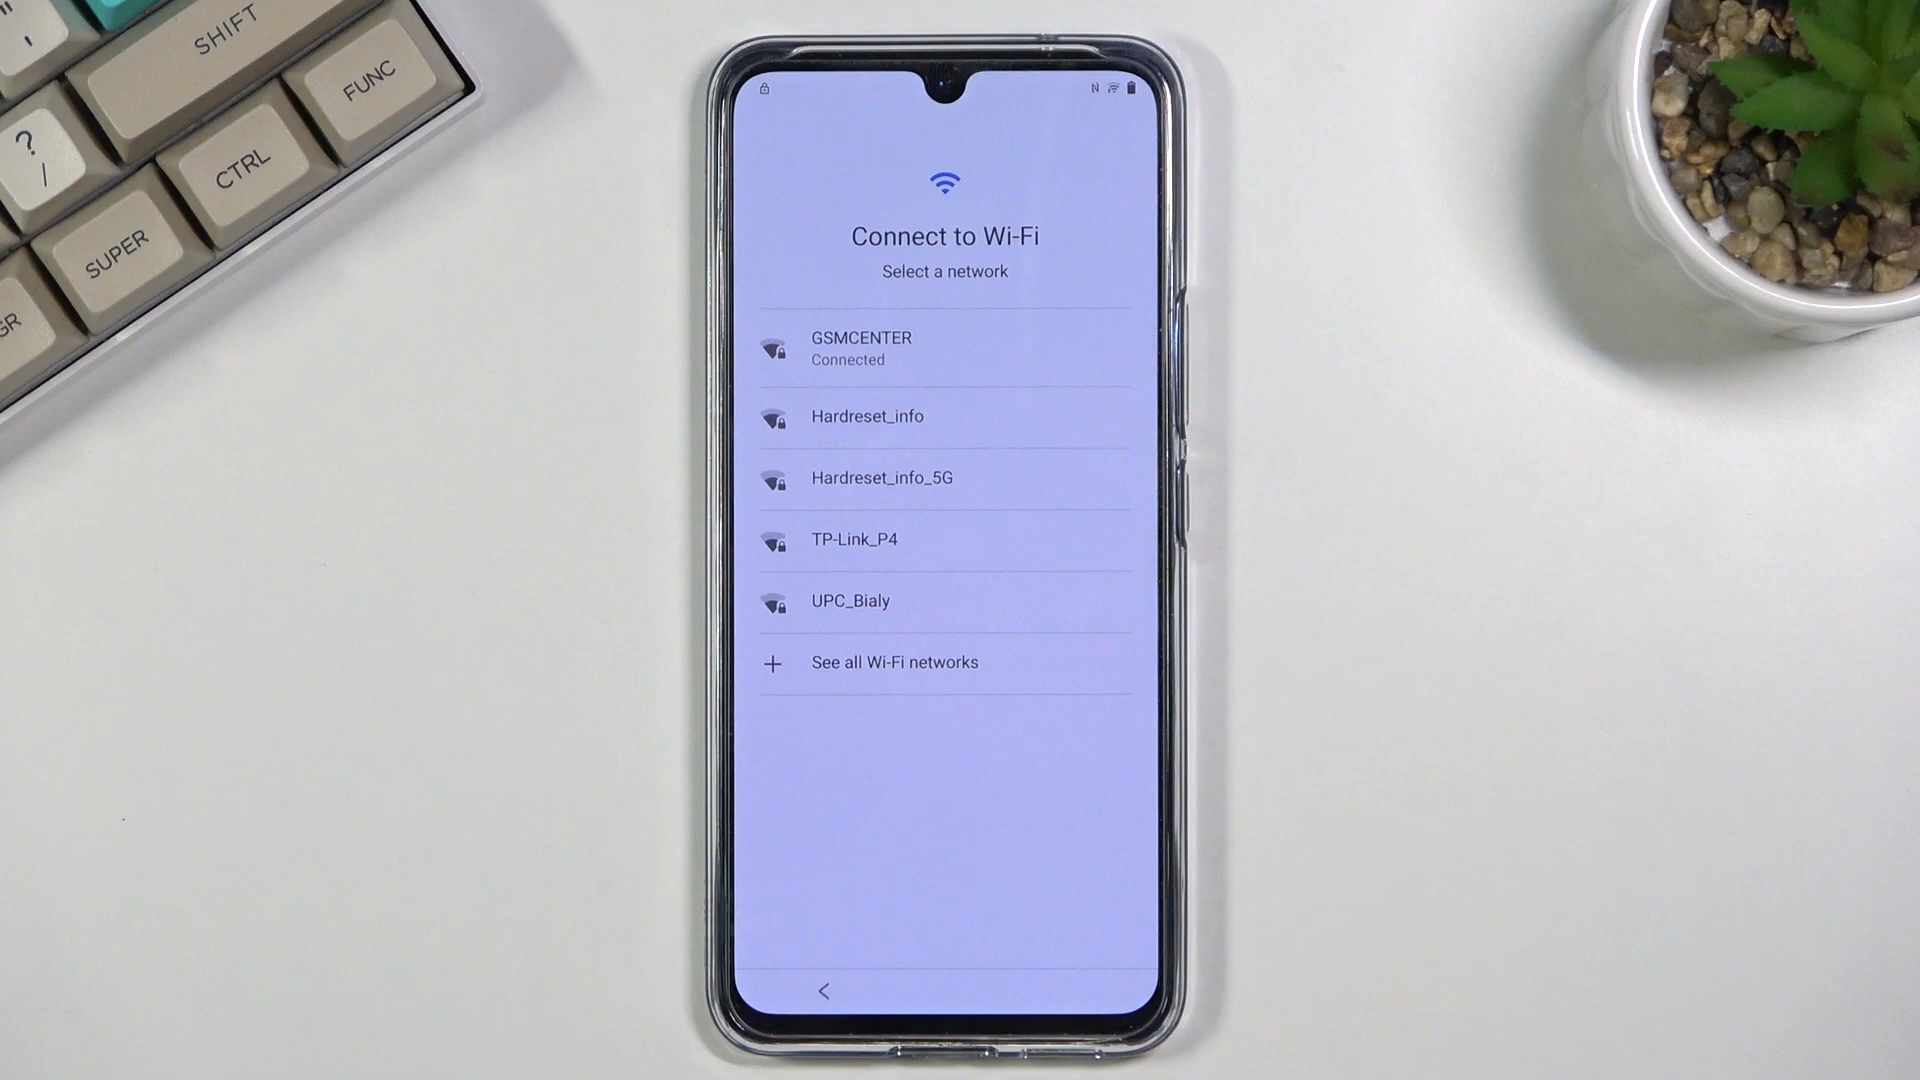 "
'
SHIFT
FUNC
?
/
CTRL
SUPER
GR
Connect to Wi-Fi
Select a network
GSMCENTER
Connected
Hardreset_info
Hardreset_info_5G
TP-Link_P4
UPC_Bialy
See all Wi-Fi networks